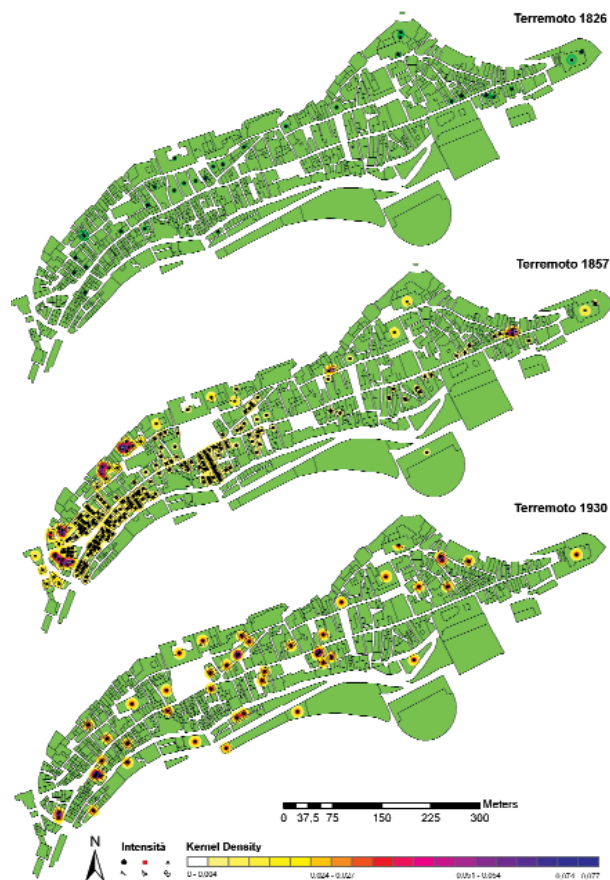 Terremoto 1826
Terremoto 1857
Terremoto 1930
Meters
0 37,5 75 150 225 300
N
Intensità Kernel Density
0 - 0,004 0,024 - 0,027 0,051 - 0,054 0,074 - 0,077